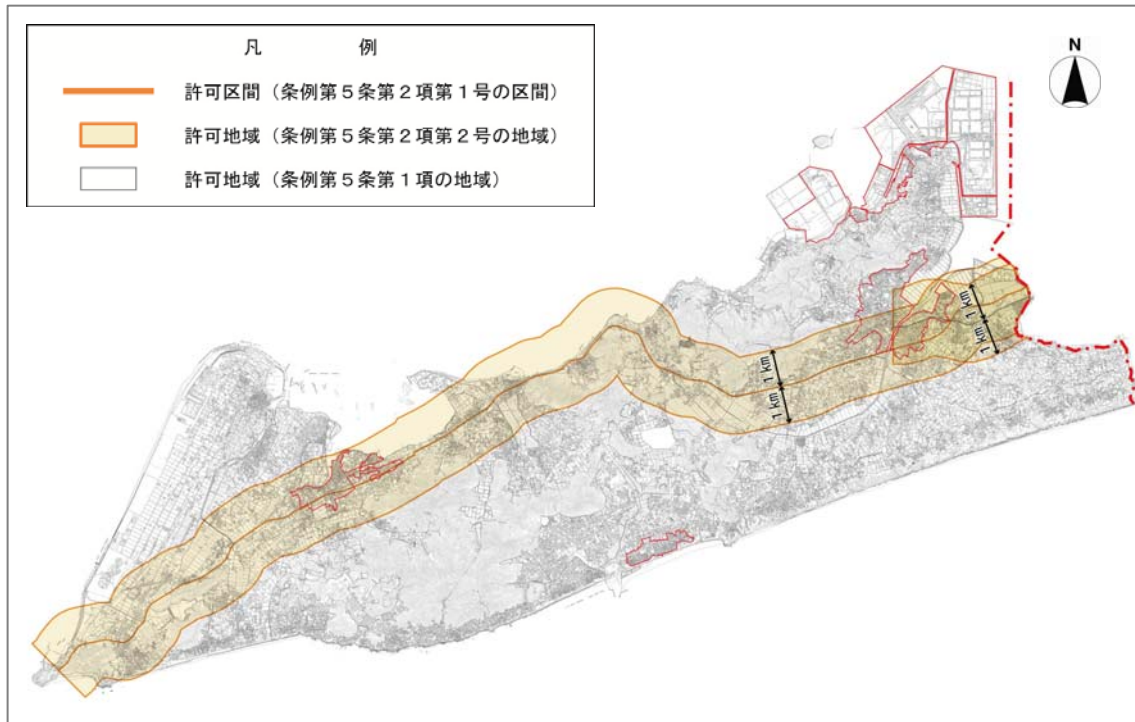 凡 例
許可区間（条例第５条第２項第１号の区間）
許可地域（条例第５条第２項第２号の地域）
許可地域（条例第５条第１項の地域）
N
1 km
1 km
1 km
1 km